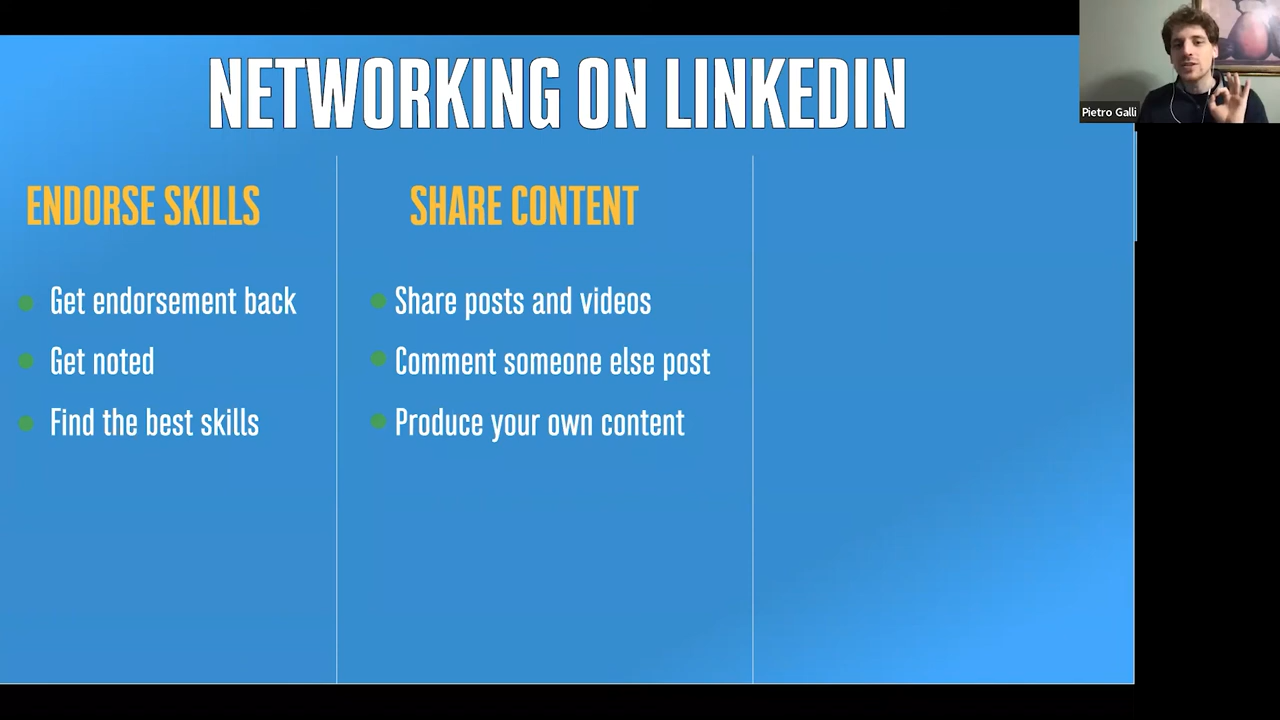 NETWORKING ON LINKEDIN
Pietro Galli
ENDORSE SKILLS
Get endorsement back
Get noted
Find the best skills
SHARE CONTENT
Share posts and videos
Comment someone else post
Produce your own content